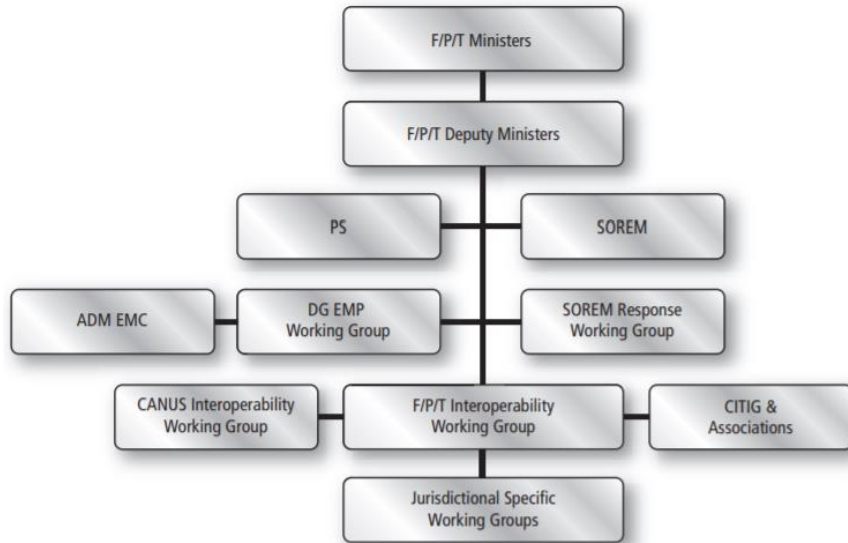 F/P/T Ministers
F/P/T Deputy Ministers
PS
SOREM
ADM EMC
DG EMP
Working Group
SOREM Response
Working Group
CANUS Interoperability
Working Group
F/P/T Interoperability
Working Group
CITIG &
Associations
Jurisdictional Specific
Working Groups